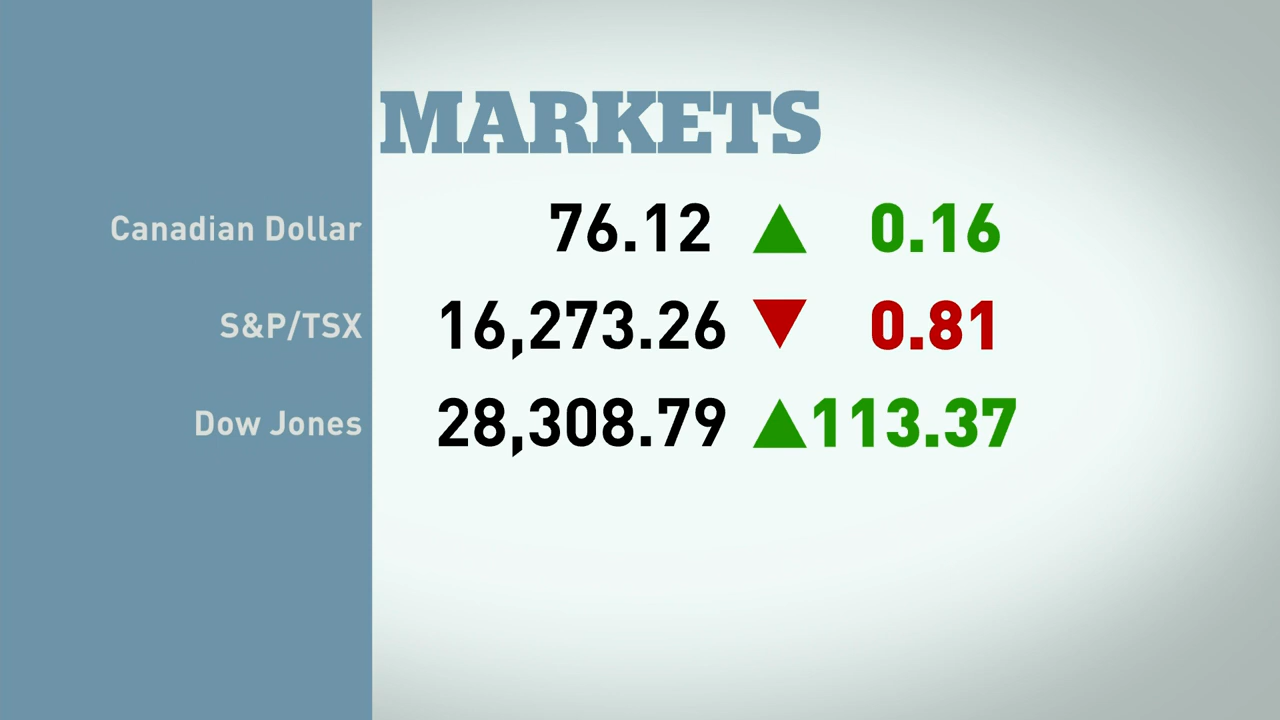 MARKETS
Canadian Dollar 76.12 ▲ 0.16
S&P/TSX 16,273.26 ▼ 0.81
Dow Jones 28,308.79 ▲ 113.37